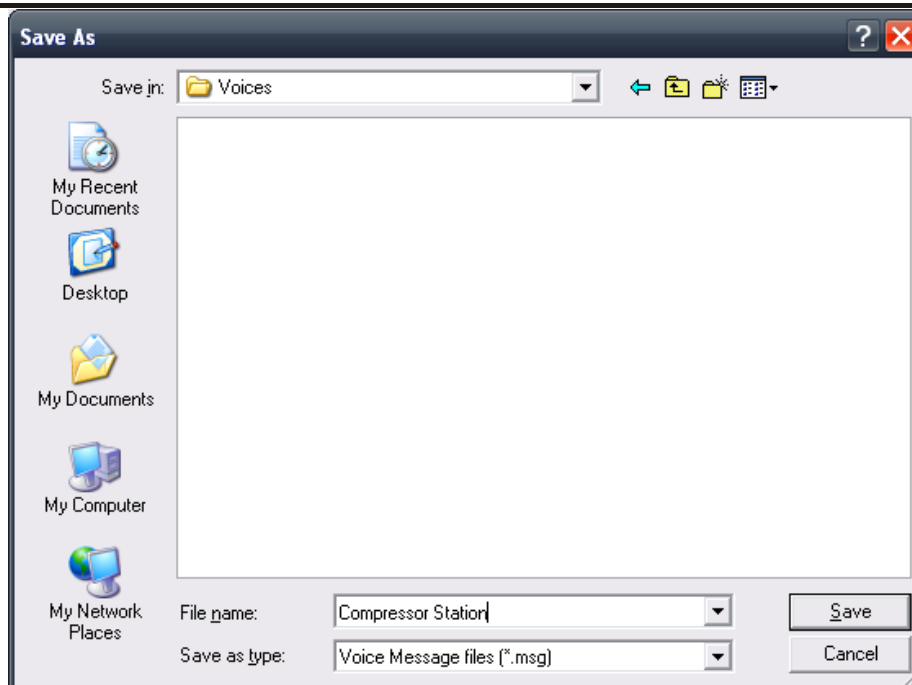 Save As
Save in:
Voices
My Recent
Documents
Desktop
My Documents
My Computer
My Network
Places
File name:
Compressor Station
Save
Save as type:
Voice Message files (*.msg)
Cancel